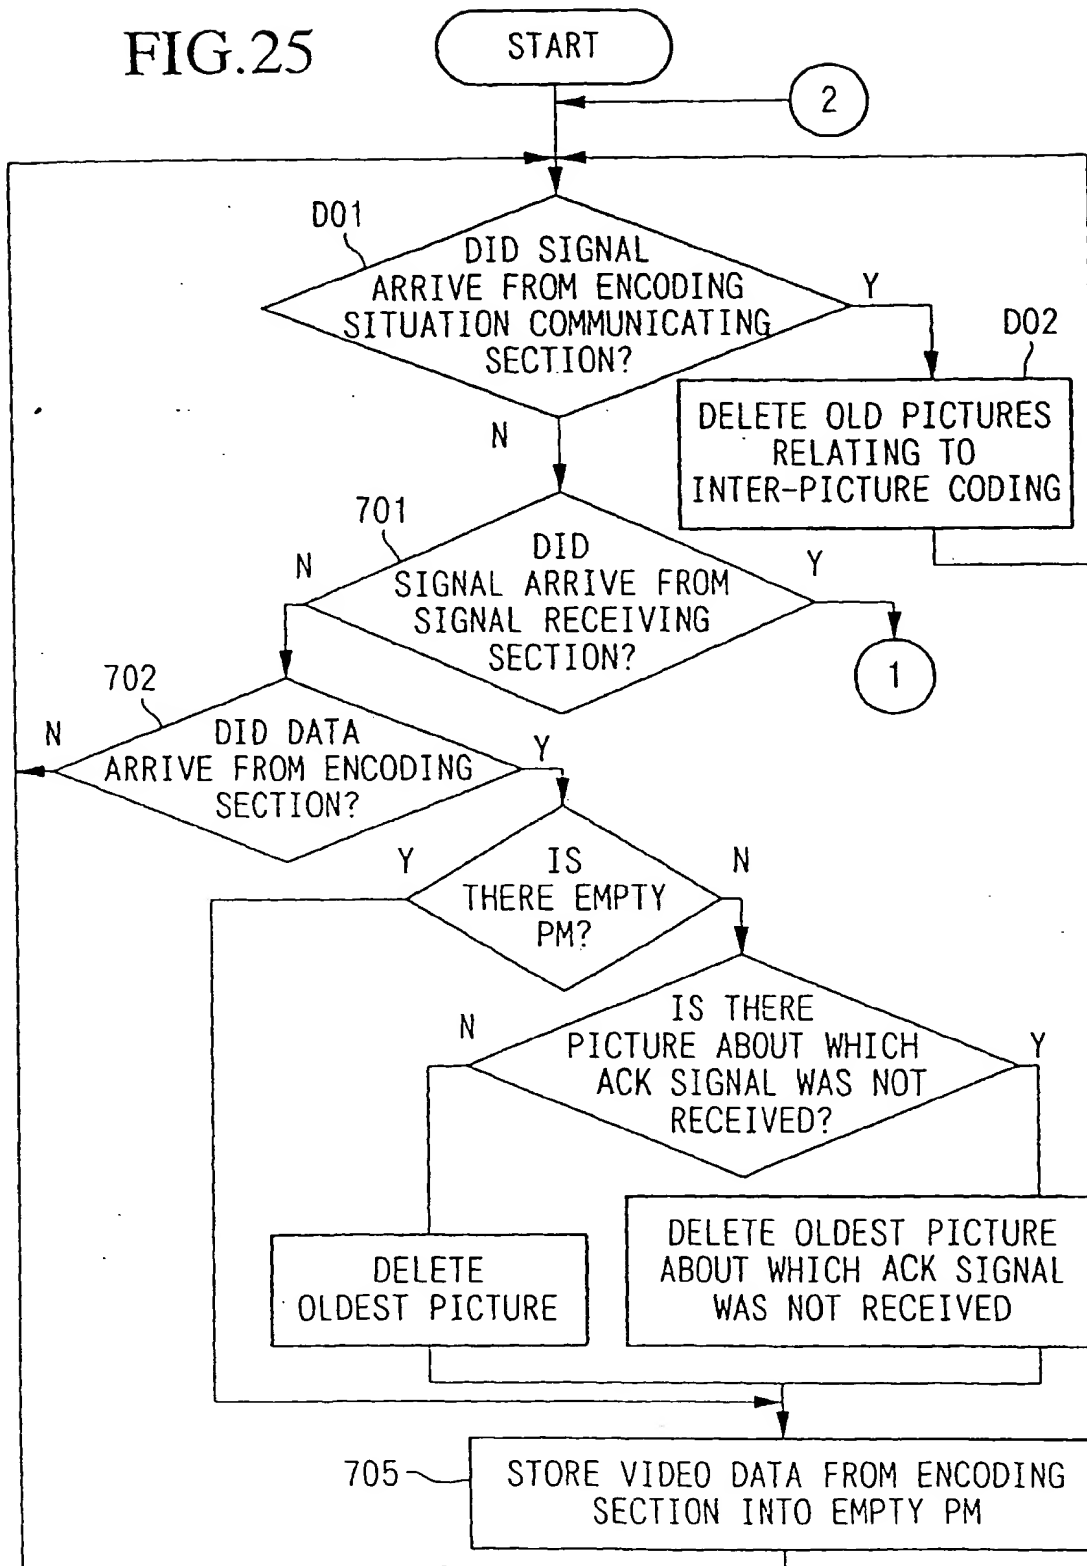 FIG.25
START
2
D01
DID SIGNAL
ARRIVE FROM ENCODING
SITUATION COMMUNICATING
SECTION?
Y
N
D02
DELETE OLD PICTURES
RELATING TO
INTER-PICTURE CODING
701
DID
SIGNAL ARRIVE FROM
SIGNAL RECEIVING
SECTION?
N
Y
1
702
DID DATA
ARRIVE FROM ENCODING
SECTION?
N
Y
IS
THERE EMPTY
PM?
Y
N
IS THERE
PICTURE ABOUT WHICH
ACK SIGNAL WAS NOT
RECEIVED?
N
Y
DELETE
OLDEST PICTURE
DELETE OLDEST PICTURE
ABOUT WHICH ACK SIGNAL
WAS NOT RECEIVED
705
STORE VIDEO DATA FROM ENCODING
SECTION INTO EMPTY PM